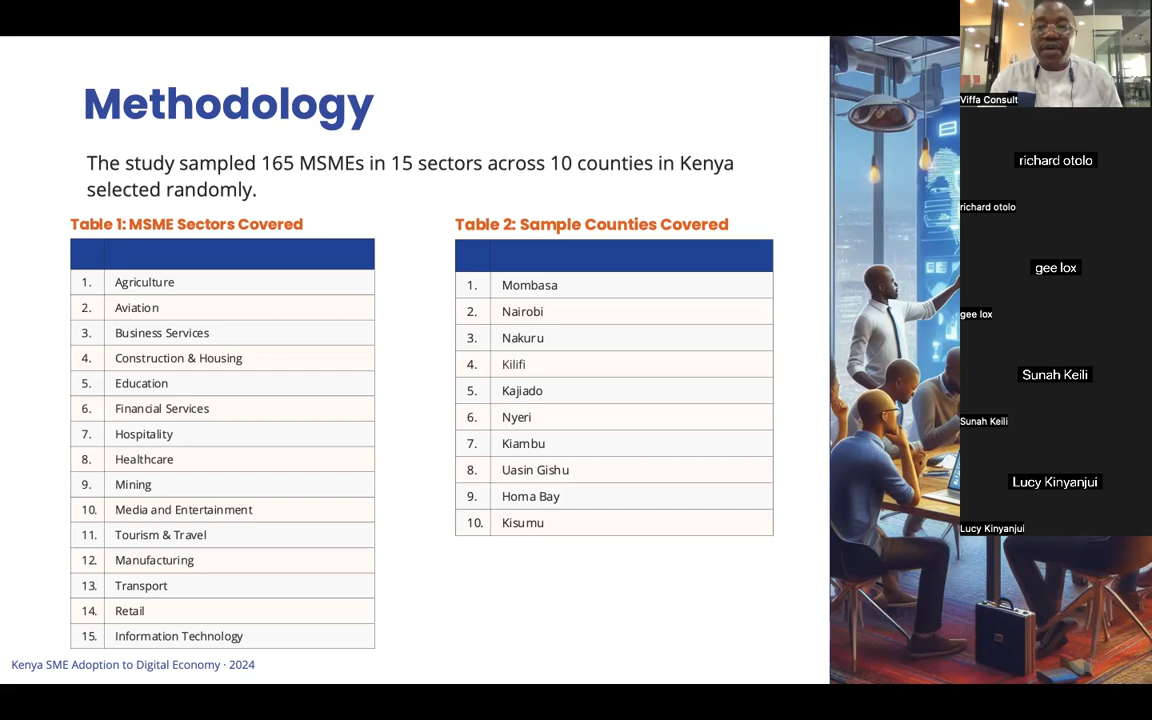 Methodology
The study sampled 165 MSMEs in 15 sectors across 10 counties in Kenya
selected randomly.
Table 1: MSME Sectors Covered
1. Agriculture
2. Aviation
3. Business Services
4. Construction & Housing
5. Education
6. Financial Services
7. Hospitality
8. Healthcare
9. Mining
10. Media and Entertainment
11. Tourism & Travel
12. Manufacturing
13. Transport
14. Retail
15. Information Technology
Table 2: Sample Counties Covered
1. Mombasa
2. Nairobi
3. Nakuru
4. Kilifi
5. Kajiado
6. Nyeri
7. Kiambu
8. Uasin Gishu
9. Homa Bay
10. Kisumu
Kenya SME Adoption to Digital Economy · 2024
Viffa Consult
richard otolo
richard otolo
gee lox
gee lox
Sunah Keili
Sunah Keili
Lucy Kinyanjui
Lucy Kinyanjui